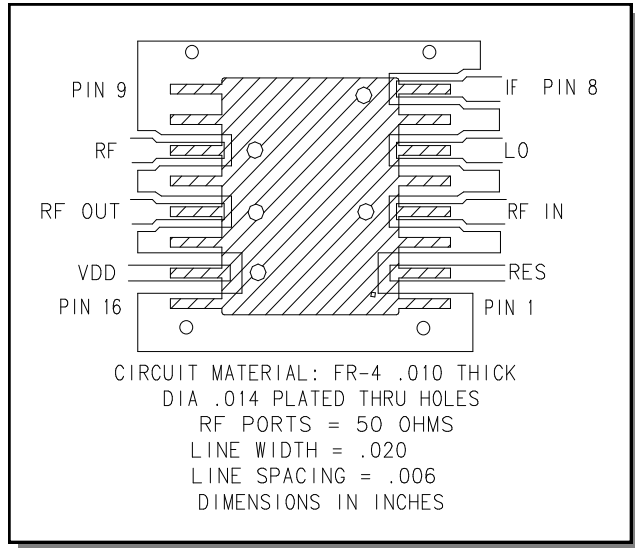 PIN 9
IF PIN 8
RF
LO
RF OUT
RF IN
VDD
RES
PIN 16
PIN 1
CIRCUIT MATERIAL: FR-4 .010 THICK
DIA .014 PLATED THRU HOLES
RF PORTS = 50 OHMS
LINE WIDTH = .020
LINE SPACING = .006
DIMENSIONS IN INCHES